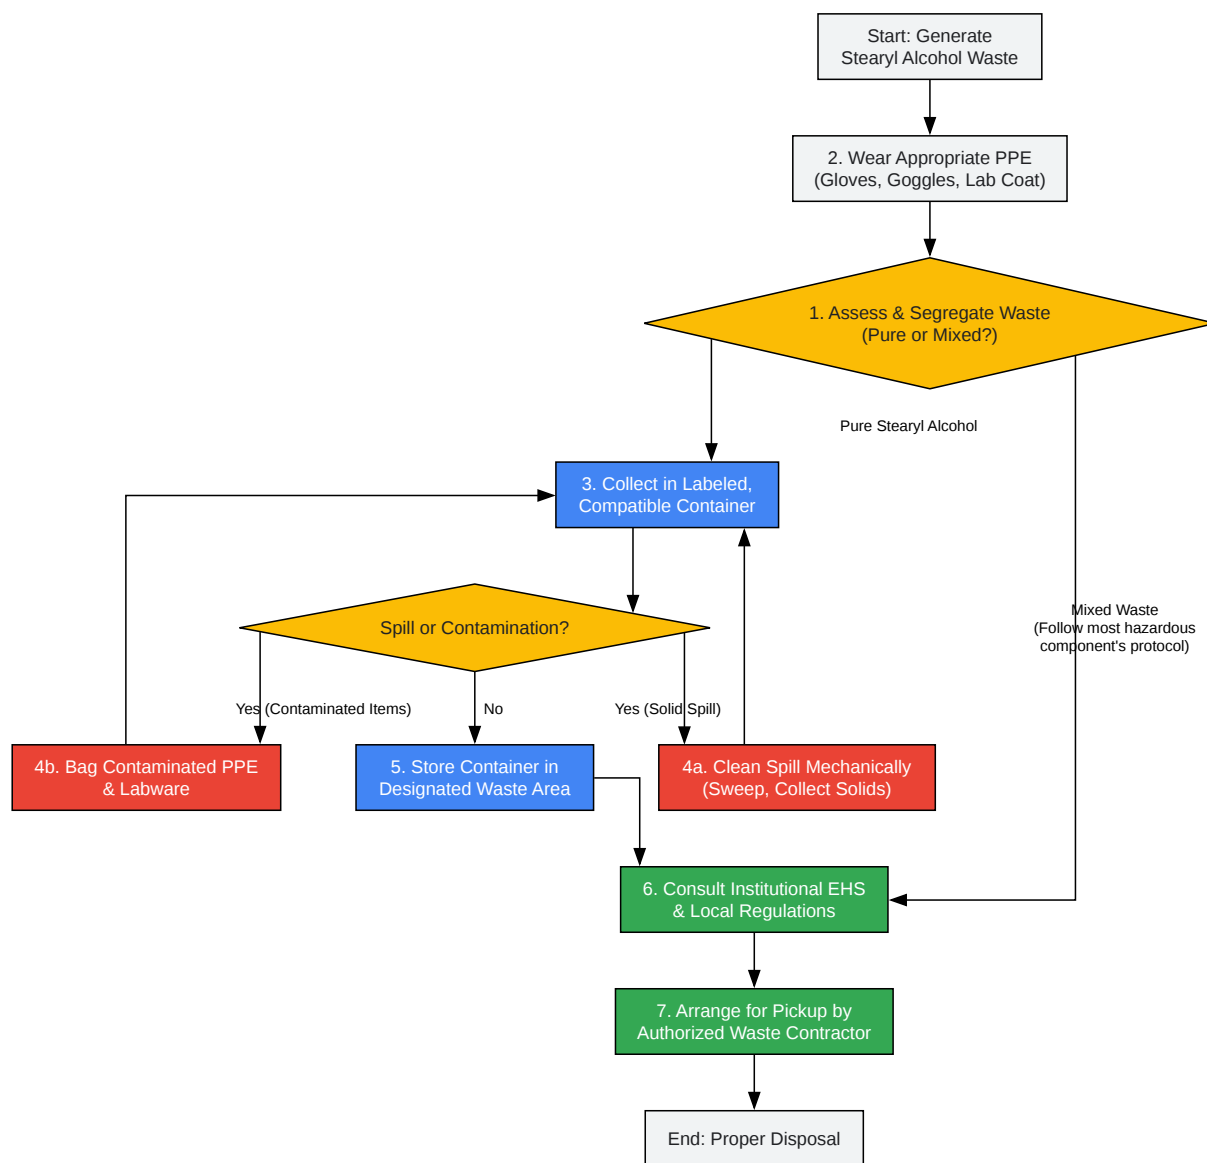 Start: Generate
Stearyl Alcohol Waste
2. Wear Appropriate PPE
(Gloves, Goggles, Lab Coat)
1. Assess & Segregate Waste
(Pure or Mixed?)
Pure Stearyl Alcohol
3. Collect in Labeled,
Compatible Container
Spill or Contamination?
Mixed Waste
(Follow most hazardous
component's protocol)
Yes (Contaminated Items)
No
Yes (Solid Spill)
4b. Bag Contaminated PPE
& Labware
5. Store Container in
Designated Waste Area
4a. Clean Spill Mechanically
(Sweep, Collect Solids)
6. Consult Institutional EHS
& Local Regulations
7. Arrange for Pickup by
Authorized Waste Contractor
End: Proper Disposal